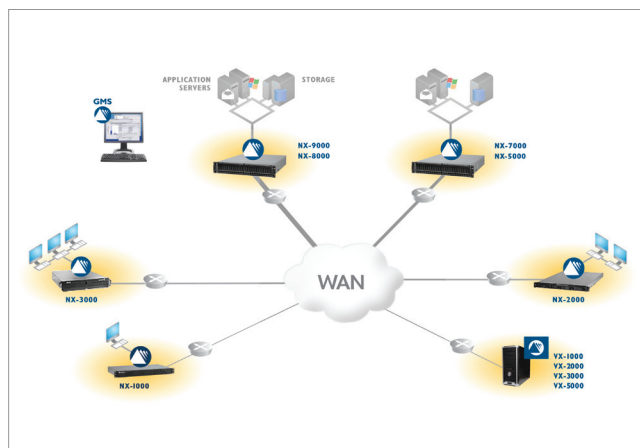 APPLICATION
SERVERS
STORAGE
GMS
NX-9000
NX-8000
NX-7000
NX-5000
WAN
NX-3000
NX-2000
NX-1000
VX-1000
VX-2000
VX-3000
VX-5000